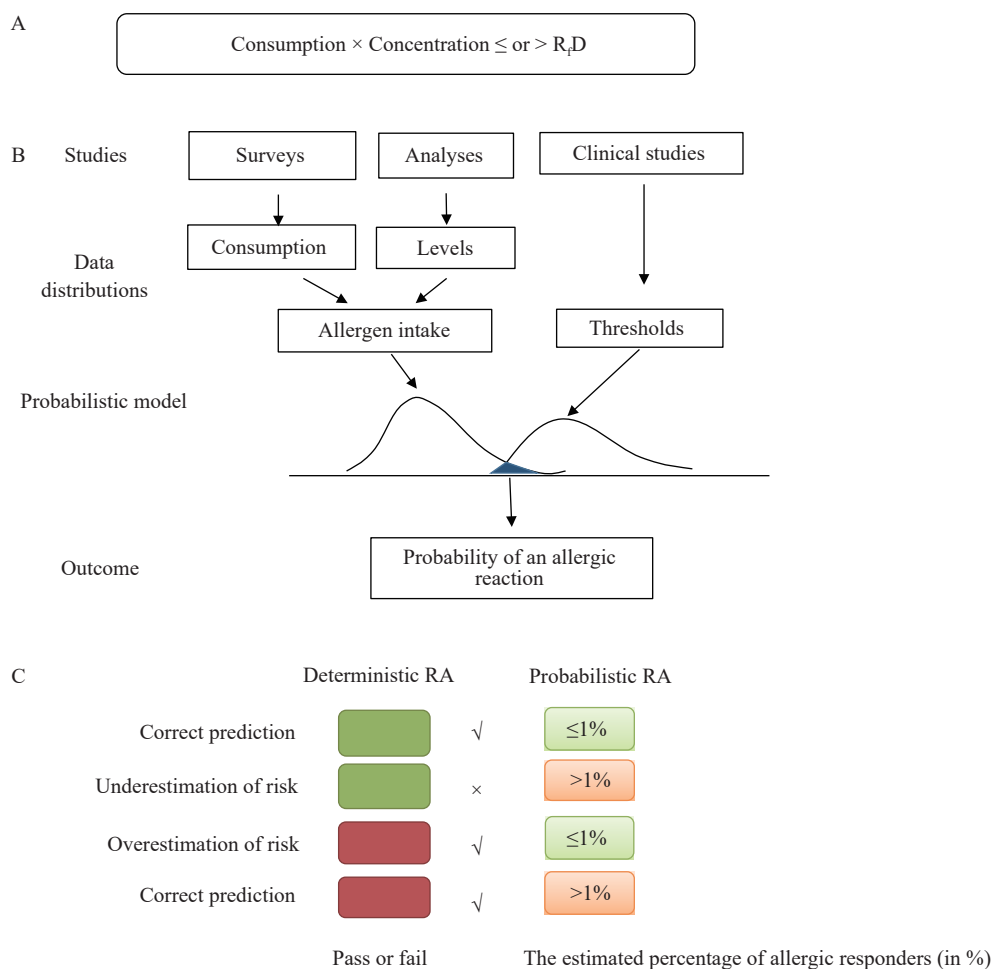 A
Consumption × Concentration ≤ or > RfD
B
Studies
Surveys
Analyses
Clinical studies
Consumption
Levels
Data
distributions
Allergen intake
Thresholds
Probabilistic model
Outcome
Probability of an allergic
reaction
C
Deterministic RA
Probabilistic RA
Correct prediction
√
≤1%
Underestimation of risk
×
>1%
Overestimation of risk
√
≤1%
Correct prediction
√
>1%
Pass or fail
The estimated percentage of allergic responders (in %)